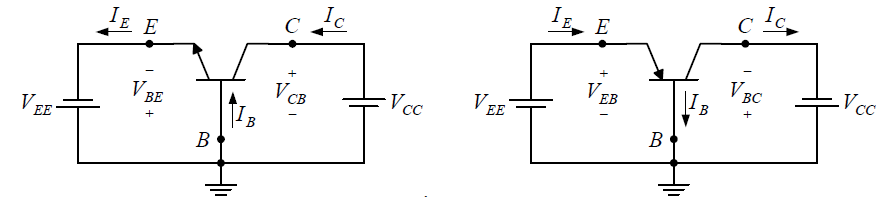 I_E E C I_C
V_EE − V_BE + + V_CB − V_CC
I_B
B
I_E E C I_C
V_EE + V_EB − − V_BC + V_CC
I_B
B